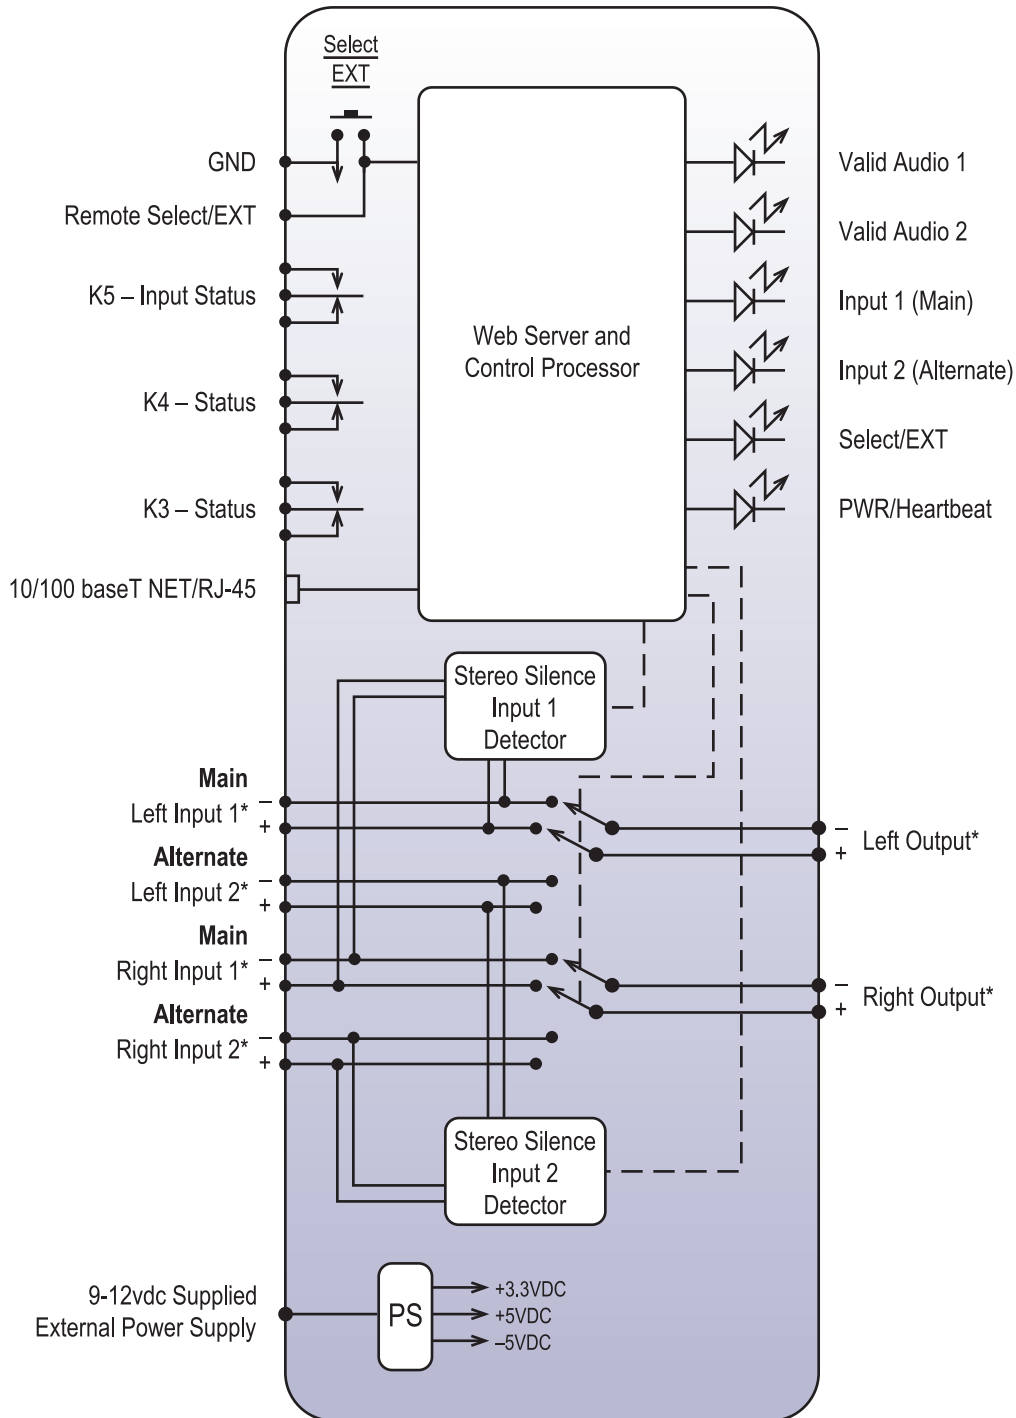 Select
EXT
GND
Remote Select/EXT
K5 – Input Status
K4 – Status
K3 – Status
10/100 baseT NET/RJ-45
Web Server and
Control Processor
Valid Audio 1
Valid Audio 2
Input 1 (Main)
Input 2 (Alternate)
Select/EXT
PWR/Heartbeat
Stereo Silence
Input 1
Detector
Main
Left Input 1* –
+
Alternate
Left Input 2* –
+
Main
Right Input 1* –
+
Alternate
Right Input 2* –
+
– Left Output*
+
– Right Output*
+
Stereo Silence
Input 2
Detector
9-12vdc Supplied
External Power Supply
PS
+3.3VDC
+5VDC
–5VDC